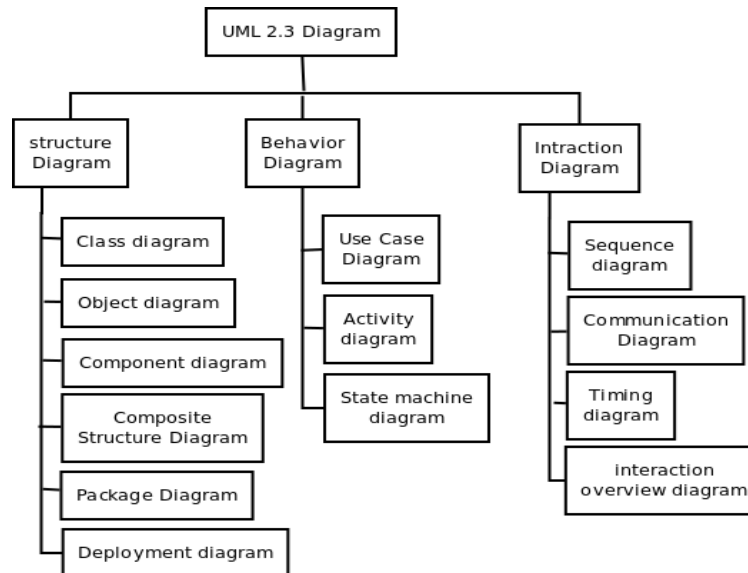 UML 2.3 Diagram
structure
Diagram
Class diagram
Object diagram
Component diagram
Composite
Structure Diagram
Package Diagram
Deployment diagram
Behavior
Diagram
Use Case
Diagram
Activity
diagram
State machine
diagram
Intraction
Diagram
Sequence
diagram
Communication
Diagram
Timing
diagram
interaction
overview diagram